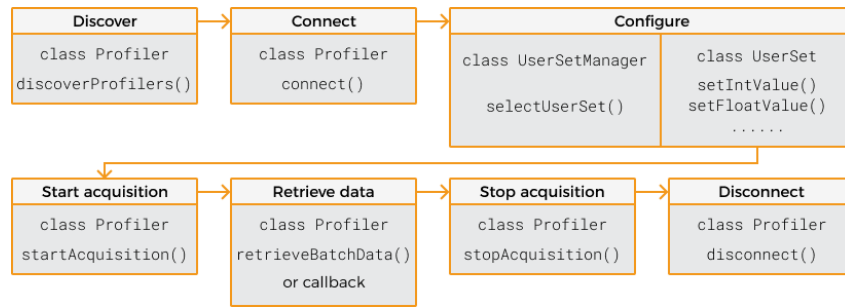 Discover
class Profiler
discoverProfilers()
Connect
class Profiler
connect()
Configure
class UserSetManager
selectUserSet()
class UserSet
setIntValue()
setFloatValue()
......
Start acquisition
class Profiler
startAcquisition()
Retrieve data
class Profiler
retrieveBatchData()
or callback
Stop acquisition
class Profiler
stopAcquisition()
Disconnect
class Profiler
disconnect()